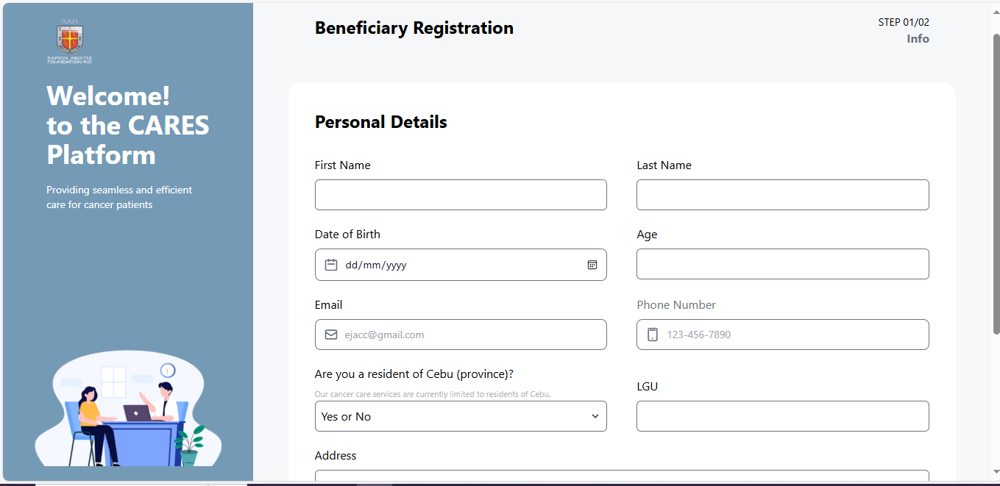 RAFI
RAMON ABOITIZ
FOUNDATION INC
Welcome!
to the CARES
Platform
Providing seamless and efficient
care for cancer patients
Beneficiary Registration
STEP 01/02
Info
Personal Details
First Name
Last Name
Date of Birth
Age
dd/mm/yyyy
Email
Phone Number
ejacc@gmail.com
123-456-7890
Are you a resident of Cebu (province)?
Our cancer care services are currently limited to residents of Cebu.
LGU
Yes or No
Address